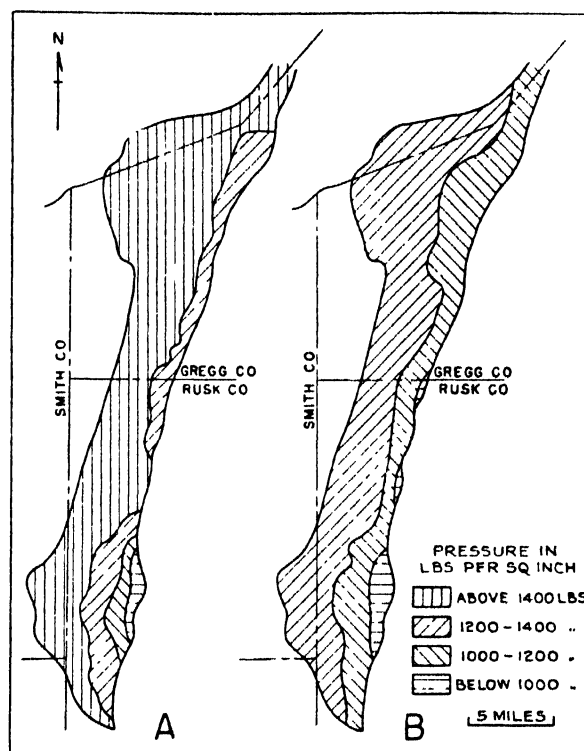 N
SMITH CO
GREGG CO
RUSK CO
SMITH CO
GREGG CO
RUSK CO
PRESSURE IN
LBS PER SQ INCH
ABOVE 1400 LBS
1200-1400 "
1000-1200 "
BELOW 1000 "
5 MILES
A
B